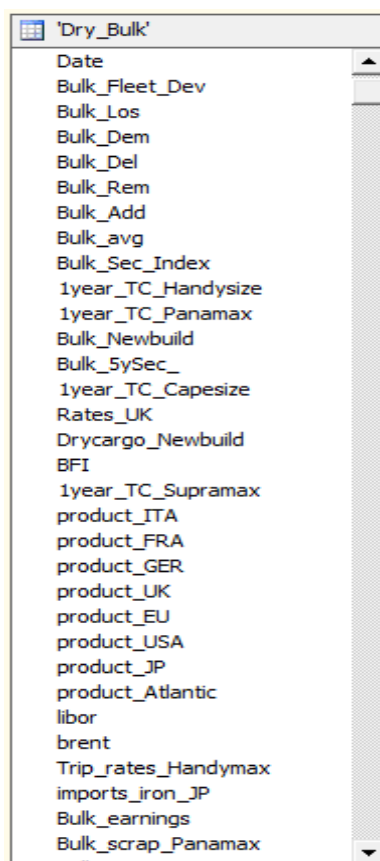 'Dry_Bulk'
Date
Bulk_Fleet_Dev
Bulk_Los
Bulk_Dem
Bulk_Del
Bulk_Rem
Bulk_Add
Bulk_avg
Bulk_Sec_Index
1year_TC_Handysize
1year_TC_Panamax
Bulk_Newbuild
Bulk_5ySec_
1year_TC_Capesize
Rates_UK
Drycargo_Newbuild
BFI
1year_TC_Supramax
product_ITA
product_FRA
product_GER
product_UK
product_EU
product_USA
product_JP
product_Atlantic
libor
brent
Trip_rates_Handymax
imports_iron_JP
Bulk_earnings
Bulk_scrap_Panamax